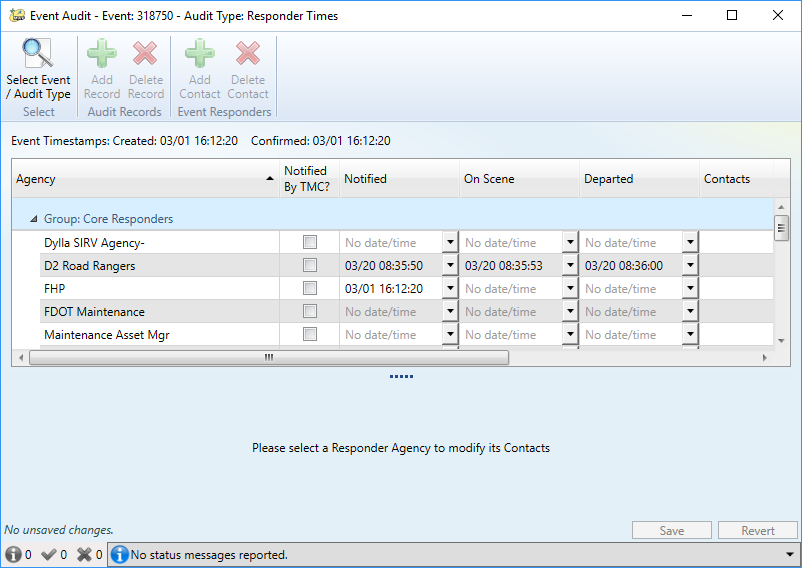 Event Audit - Event: 318750 - Audit Type: Responder Times
Select Event / Audit Type
Add Record
Delete Record
Add Contact
Delete Contact
Select
Audit Records
Event Responders
Event Timestamps: Created: 03/01 16:12:20 Confirmed: 03/01 16:12:20
Agency Notified By TMC? Notified On Scene Departed Contacts
Group: Core Responders
Dylla SIRV Agency- No date/time No date/time No date/time
D2 Road Rangers 03/20 08:35:50 03/20 08:35:53 03/20 08:36:00
FHP 03/01 16:12:20 No date/time No date/time
FDOT Maintenance No date/time No date/time No date/time
Maintenance Asset Mgr No date/time No date/time No date/time
Please select a Responder Agency to modify its Contacts
No unsaved changes.
Save Revert
0 0 0 No status messages reported.